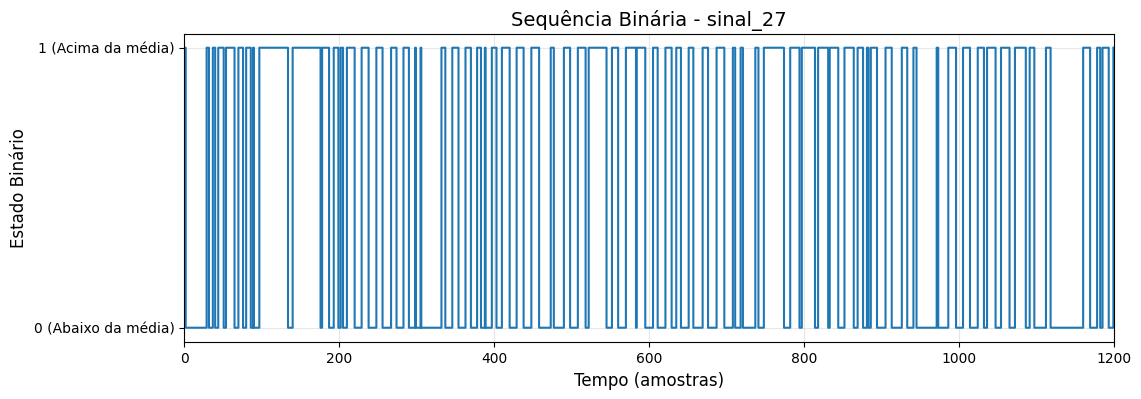 Sequência Binária - sinal_27
1 (Acima da média)
Estado Binário
0 (Abaixo da média)
0 200 400 600 800 1000 1200
Tempo (amostras)